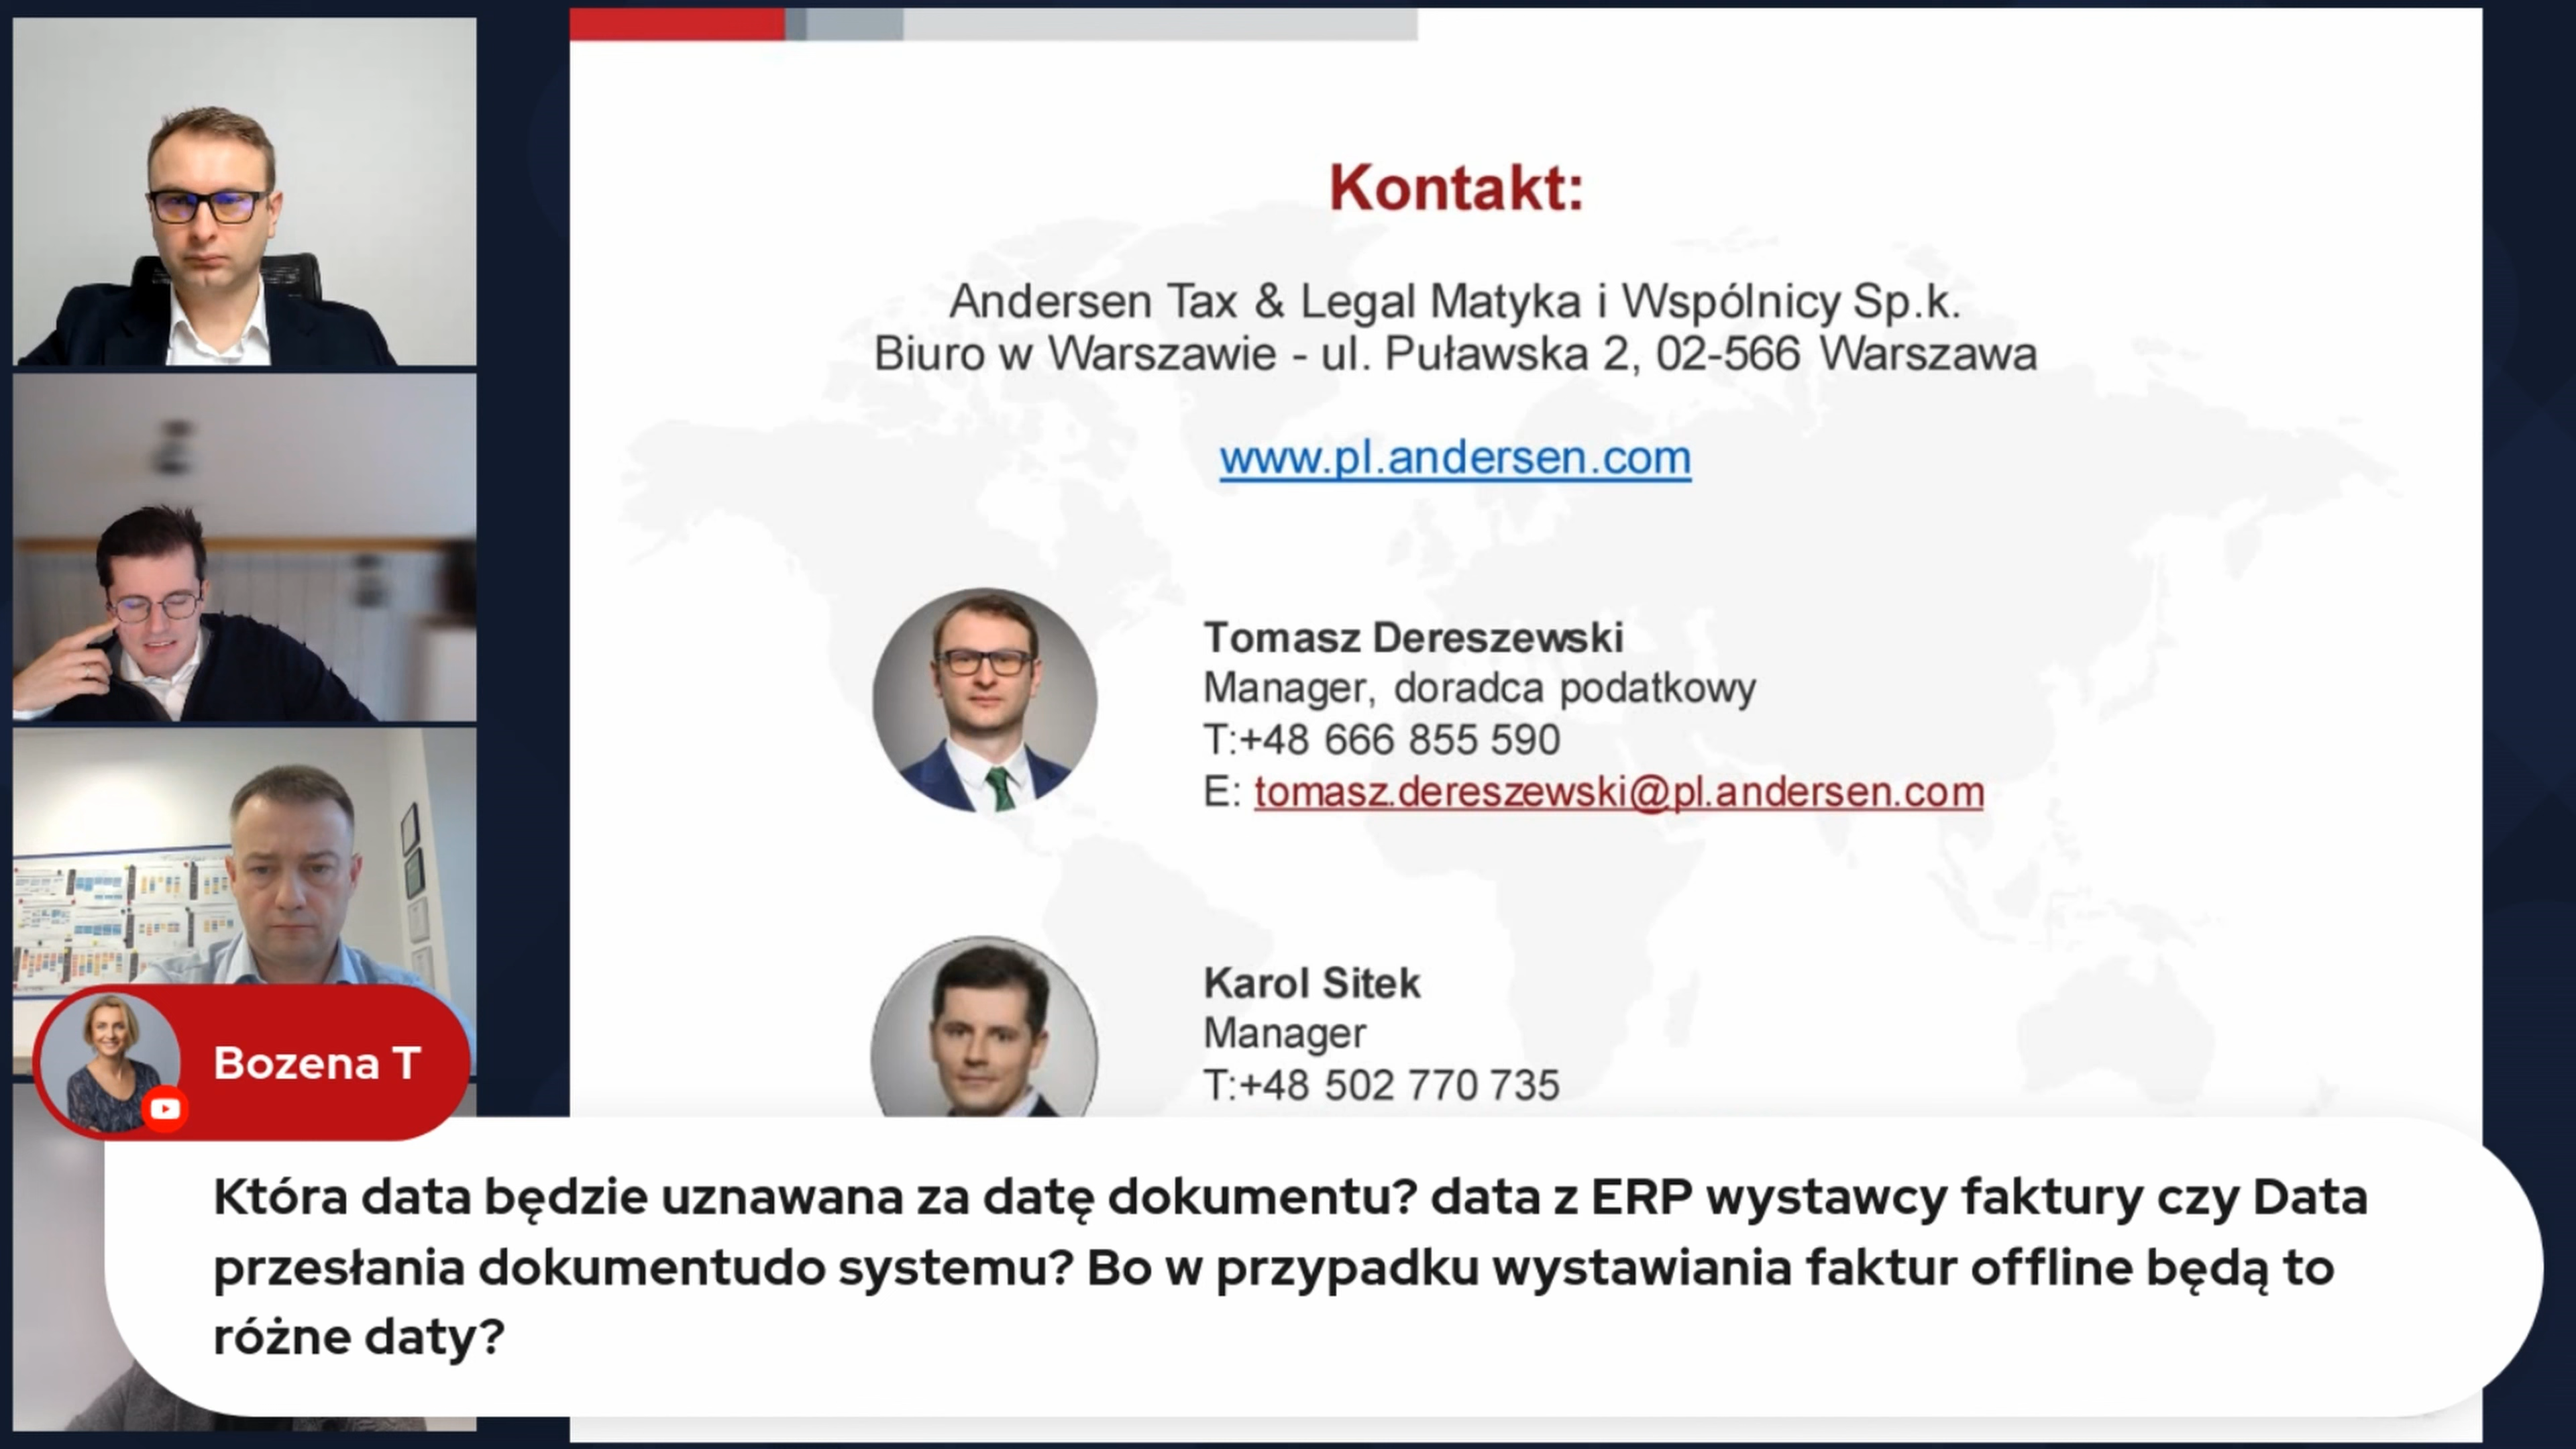 Kontakt:
Andersen Tax & Legal Matyka i Wspólnicy Sp.k.
Biuro w Warszawie - ul. Puławska 2, 02-566 Warszawa
www.pl.andersen.com
Tomasz Dereszewski
Manager, doradca podatkowy
T:+48 666 855 590
E: tomasz.dereszewski@pl.andersen.com
Karol Sitek
Manager
T:+48 502 770 735
Bozena T
Która data będzie uznawana za datę dokumentu? data z ERP wystawcy faktury czy Data
przesłania dokumentudo systemu? Bo w przypadku wystawiania faktur offline będą to
różne daty?